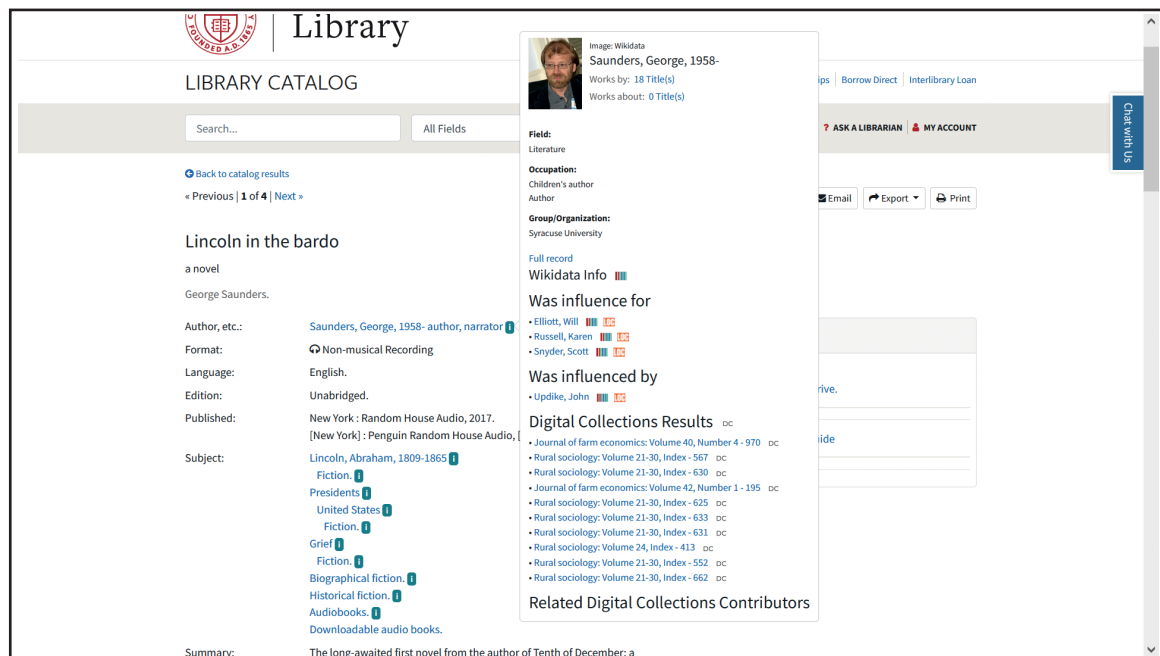 FOUNDED A.D. 1865
Library
LIBRARY CATALOG
ips | Borrow Direct | Interlibrary Loan
Search...
All Fields
? ASK A LIBRARIAN | MY ACCOUNT
Chat with Us
Back to catalog results
« Previous | 1 of 4 | Next »
Email
Export
Print
Lincoln in the bardo
a novel
George Saunders.
Author, etc.: Saunders, George, 1958- author, narrator i
Format: Non-musical Recording
Language: English.
Edition: Unabridged.
Published: New York : Random House Audio, 2017.
[New York] : Penguin Random House Audio, [
Subject: Lincoln, Abraham, 1809-1865 i
Fiction. i
Presidents i
United States i
Fiction. i
Grief i
Fiction. i
Biographical fiction. i
Historical fiction. i
Audiobooks. i
Downloadable audio books.
Summary: The long-awaited first novel from the author of Tenth of December: a
Image: Wikidata
Saunders, George, 1958-
Works by: 18 Title(s)
Works about: 0 Title(s)
Field:
Literature
Occupation:
Children's author
Author
Group/Organization:
Syracuse University
Full record
Wikidata Info
Was influence for
• Elliott, Will LOC
• Russell, Karen LOC
• Snyder, Scott LOC
Was influenced by
• Updike, John LOC
Digital Collections Results DC
• Journal of farm economics: Volume 40, Number 4 - 970 DC
• Rural sociology: Volume 21-30, Index - 567 DC
• Rural sociology: Volume 21-30, Index - 630 DC
• Journal of farm economics: Volume 42, Number 1 - 195 DC
• Rural sociology: Volume 21-30, Index - 625 DC
• Rural sociology: Volume 21-30, Index - 633 DC
• Rural sociology: Volume 21-30, Index - 631 DC
• Rural sociology: Volume 24, Index - 413 DC
• Rural sociology: Volume 21-30, Index - 552 DC
• Rural sociology: Volume 21-30, Index - 662 DC
Related Digital Collections Contributors
rive.
ide